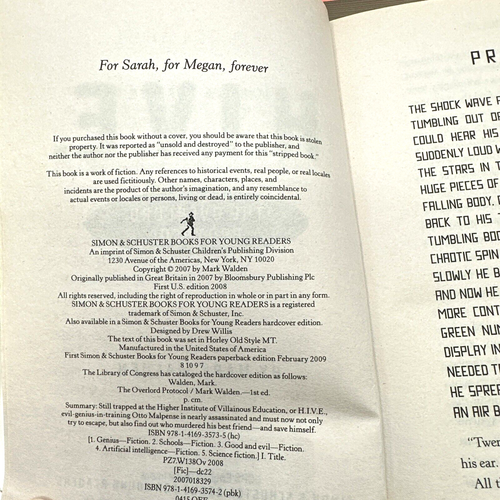 For Sarah, for Megan, forever
If you purchased this book without a cover, you should be aware that this book is stolen
property. It was reported as "unsold and destroyed" to the publisher, and
neither the author nor the publisher has received any payment for this "stripped book."
This book is a work of fiction. Any references to historical events, real people, or real locales
are used fictitiously. Other names, characters, places, and
incidents are the product of the author's imagination, and any resemblance to
actual events or locales or persons, living or dead, is entirely coincidental.
SIMON & SCHUSTER BOOKS FOR YOUNG READERS
An imprint of Simon & Schuster Children's Publishing Division
1230 Avenue of the Americas, New York, NY 10020
Copyright © 2007 by Mark Walden
Originally published in Great Britain in 2007 by Bloomsbury Publishing Plc
First U.S. edition 2008
All rights reserved, including the right of reproduction in whole or in part in any form.
SIMON & SCHUSTER BOOKS FOR YOUNG READERS is a registered
trademark of Simon & Schuster, Inc.
Also available in a Simon & Schuster Books for Young Readers hardcover edition.
Designed by Drew Willis
The text of this book was set in Horley Old Style MT.
Manufactured in the United States of America
First Simon & Schuster Books for Young Readers paperback edition February 2009
8 10 9 7
The Library of Congress has cataloged the hardcover edition as follows:
Walden, Mark.
The Overlord Protocol / Mark Walden.—1st ed.
p. cm.
Summary: Still trapped at the Higher Institute of Villainous Education, or H.I.V.E.,
evil-genius-in-training Otto Malpense is nearly assassinated and must now not only
try to escape, but also find out who murdered his best friend—and save himself.
ISBN 978-1-4169-3573-5 (hc)
[1. Genius—Fiction. 2. Schools—Fiction. 3. Good and evil—Fiction.
4. Artificial intelligence—Fiction. 5. Science fiction.] I. Title.
PZ7.W138Ov 2008
[Fic]—dc22
2007018329
ISBN 978-1-4169-3574-2 (pbk)
0415 OFF
PR
THE SHOCK WAVE
TUMBLING OUT OF
COULD HEAR HIS
SUDDENLY LOUD
THE STARS IN
HUGE PIECES OF
FALLING BODY.
BACK TO HIS
TUMBLING
CHAOTIC SPIN
SLOWLY HE
AND NOW HE
MORE
GREEN
DISPLAY IN
NEEDED
HE
AN AIR
his ear.